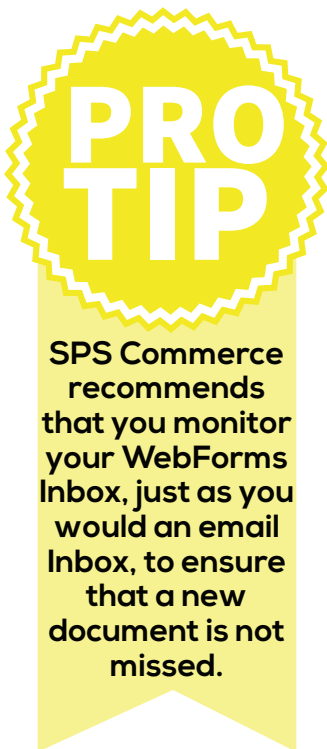 PRO
TIP
SPS Commerce
recommends
that you monitor
your WebForms
Inbox, just as you
would an email
Inbox, to ensure
that a new
document is not
missed.